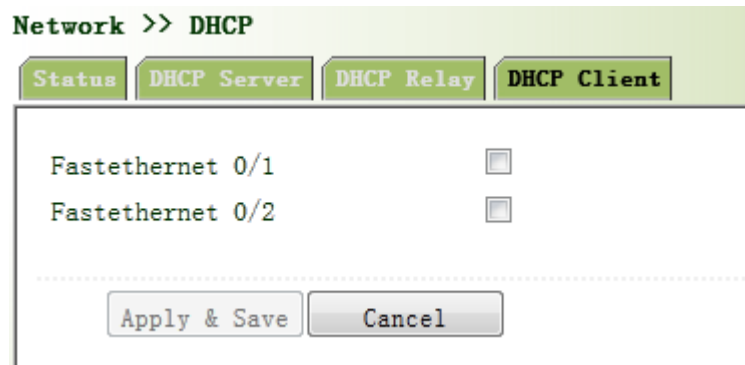 Network >> DHCP
Status DHCP Server DHCP Relay DHCP Client
Fastethernet 0/1
Fastethernet 0/2
Apply & Save Cancel